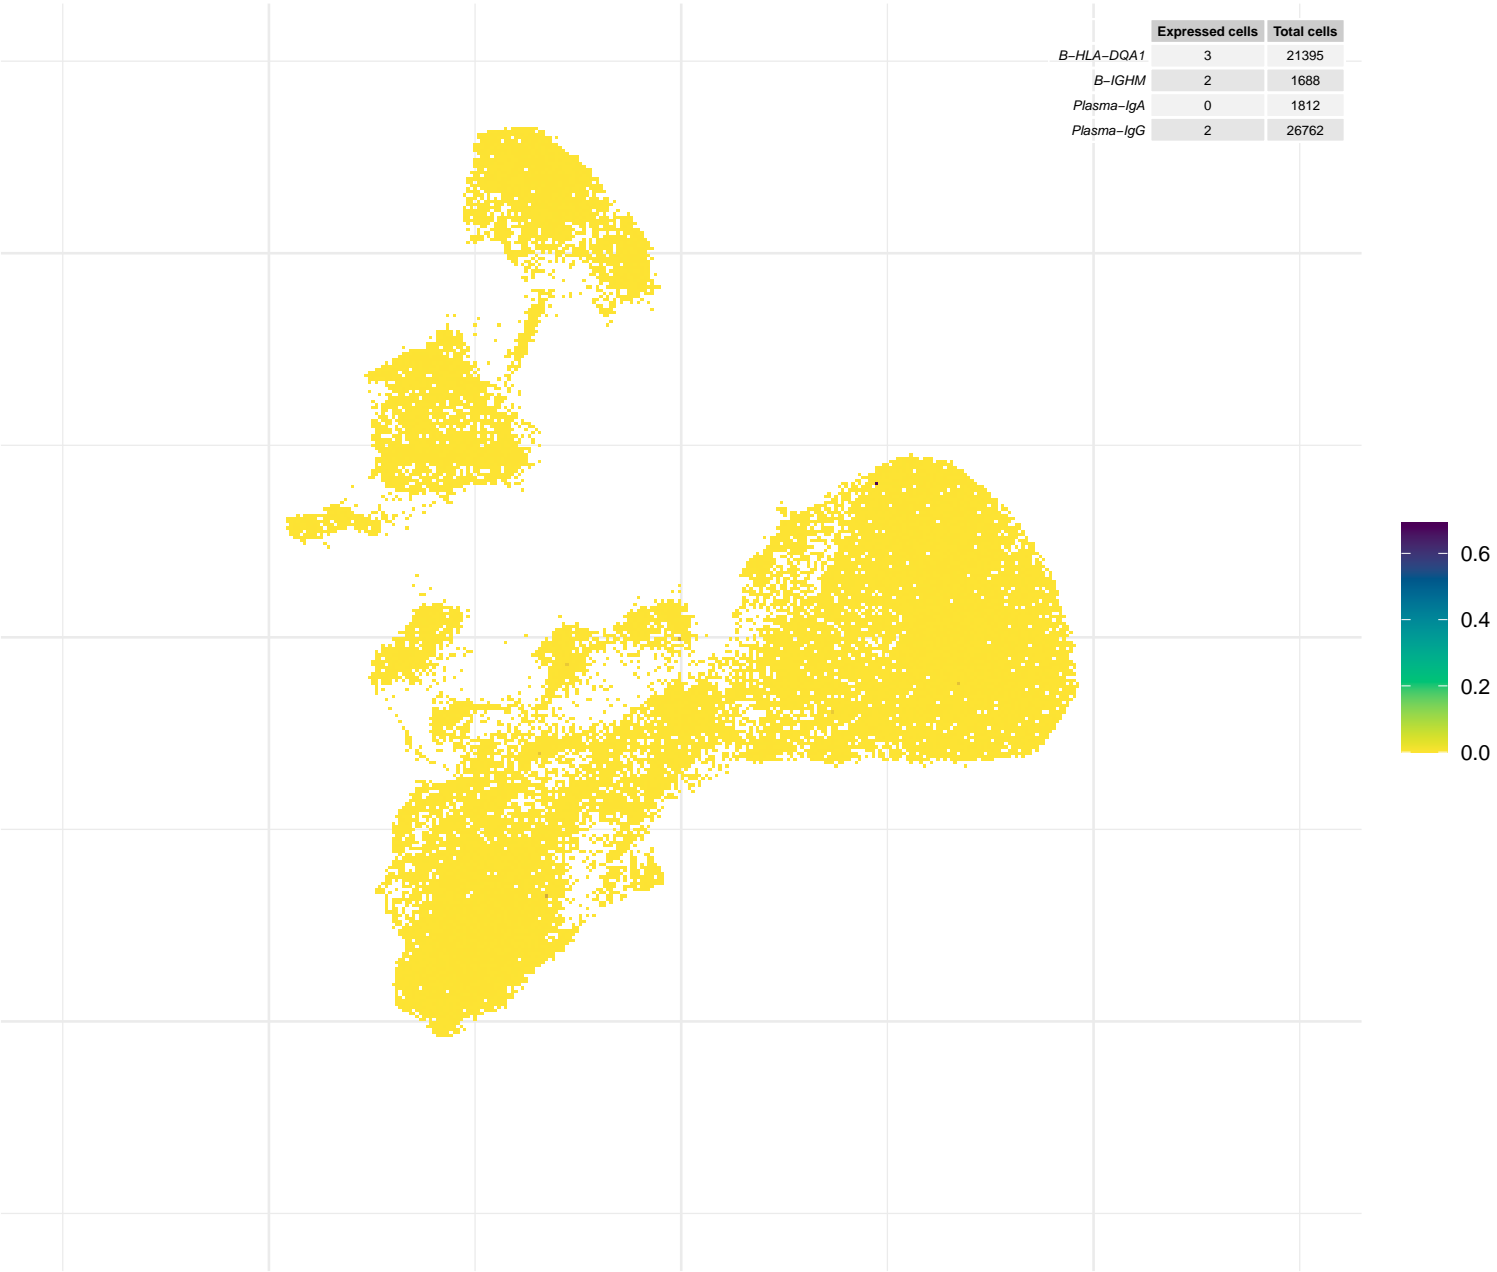 Expressed cells Total cells
B−HLA−DQA1 3 21395
B−IGHM 2 1688
Plasma−IgA 0 1812
Plasma−IgG 2 26762
0.6
0.4
0.2
0.0